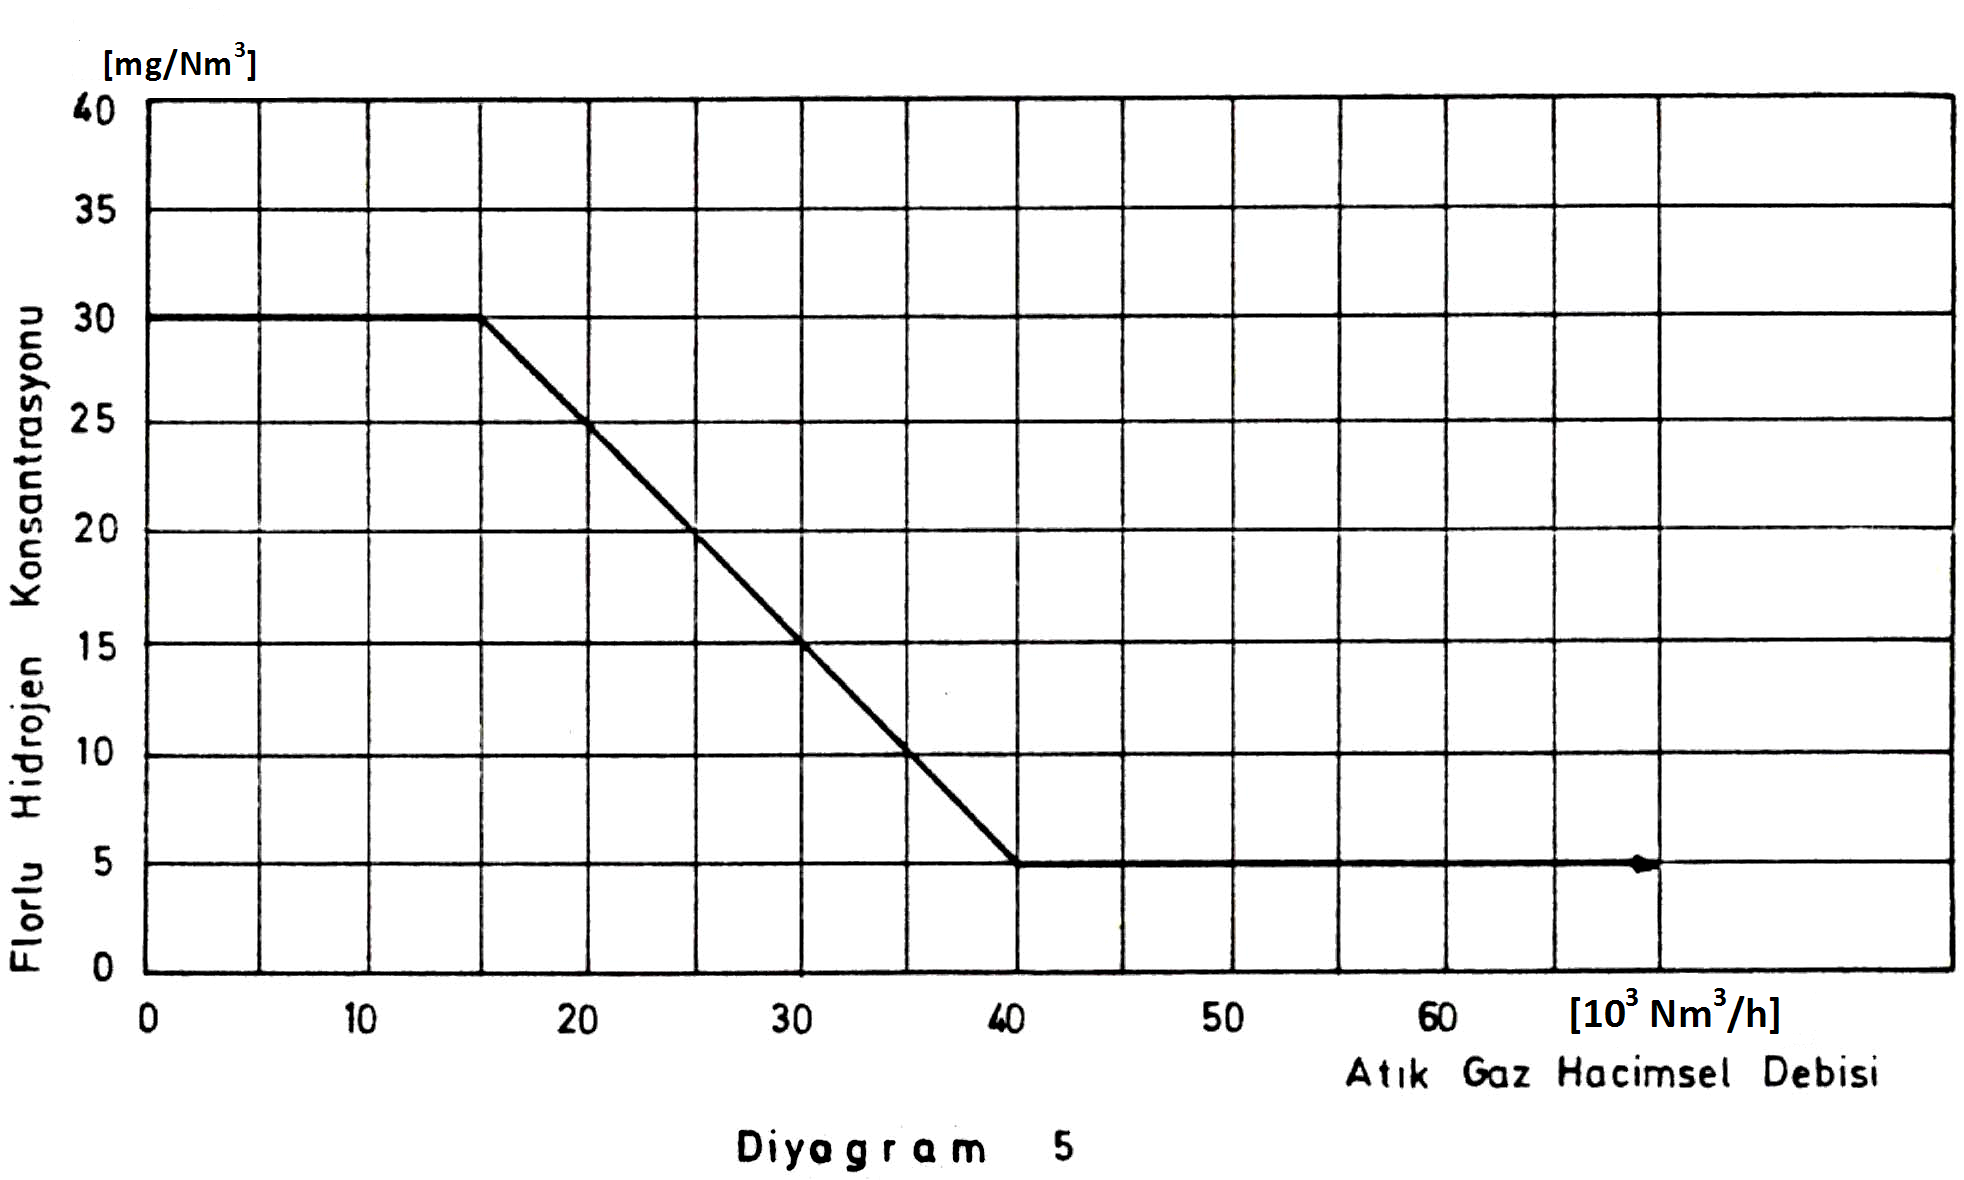 [mg/Nm³]
40
35
30
25
20
15
10
5
0
Florlu Hidrojen Konsantrasyonu
0 10 20 30 40 50 60 [10³ Nm³/h]
Atık Gaz Hacimsel Debisi
Diyagram 5